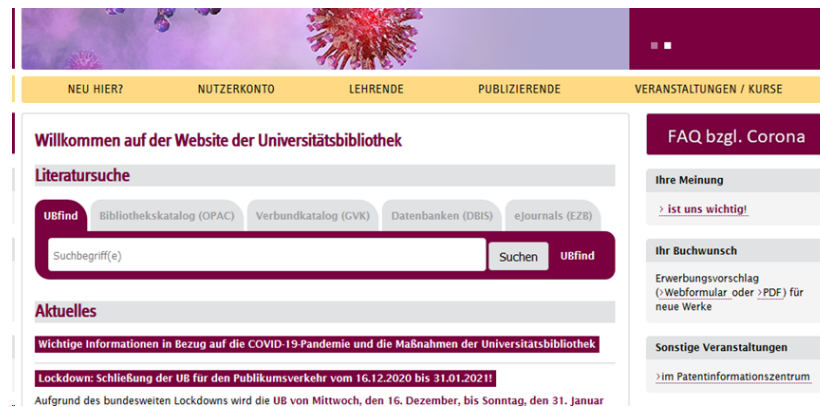 NEU HIER? NUTZERKONTO LEHRENDE PUBLIZIERENDE VERANSTALTUNGEN / KURSE
Willkommen auf der Website der Universitätsbibliothek
Literatursuche
UBfind Bibliothekskatalog (OPAC) Verbundkatalog (GVK) Datenbanken (DBIS) eJournals (EZB)
Suchbegriff(e) Suchen UBfind
Aktuelles
Wichtige Informationen in Bezug auf die COVID-19-Pandemie und die Maßnahmen der Universitätsbibliothek
Lockdown: Schließung der UB für den Publikumsverkehr vom 16.12.2020 bis 31.01.2021!
Aufgrund des bundesweiten Lockdowns wird die UB von Mittwoch, den 16. Dezember, bis Sonntag, den 31. Januar
FAQ bzgl. Corona
Ihre Meinung
› ist uns wichtig!
Ihr Buchwunsch
Erwerbungsvorschlag
(›Webformular oder ›PDF) für
neue Werke
Sonstige Veranstaltungen
›im Patentinformationszentrum